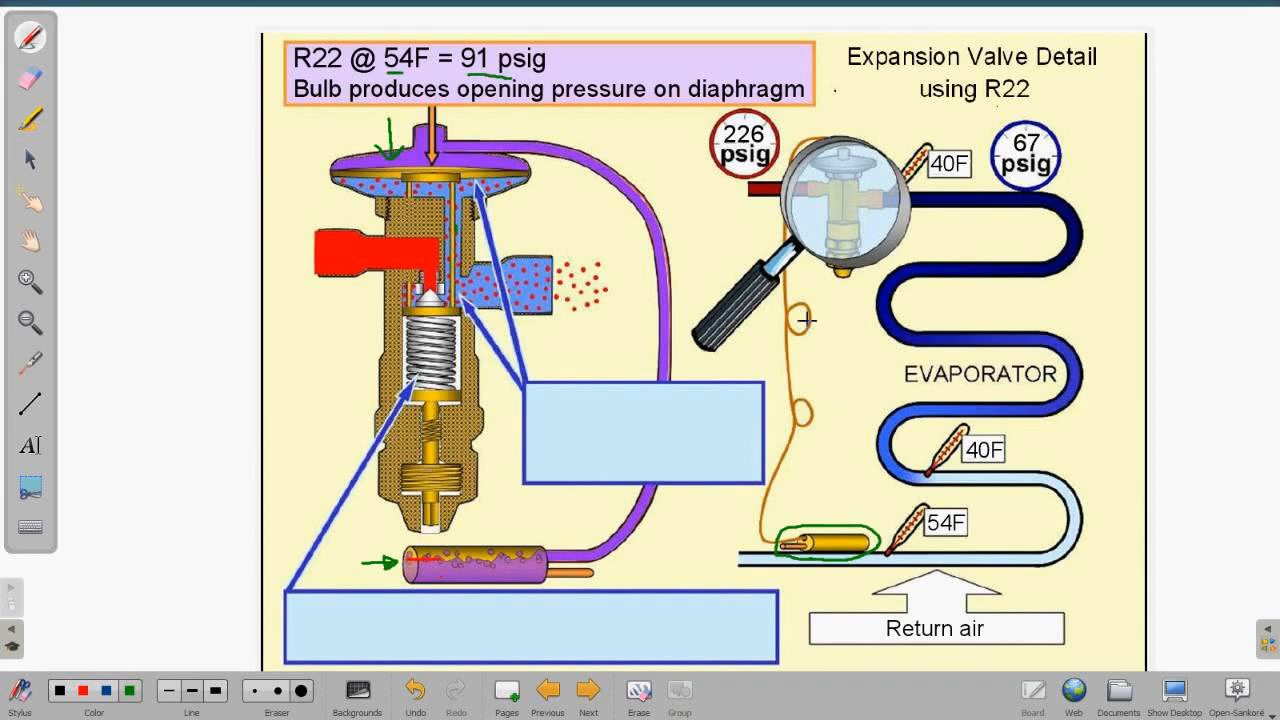 R22 @ 54F = 91 psig
Bulb produces opening pressure on diaphragm
Expansion Valve Detail
using R22
226
psig
40F
67
psig
EVAPORATOR
40F
54F
Return air
A
Stylus
Color
Line
Eraser
Backgrounds
Undo
Redo
Pages
Previous
Next
Erase
Group
Board
Web
Documents
Show Desktop
Open-Sankoré